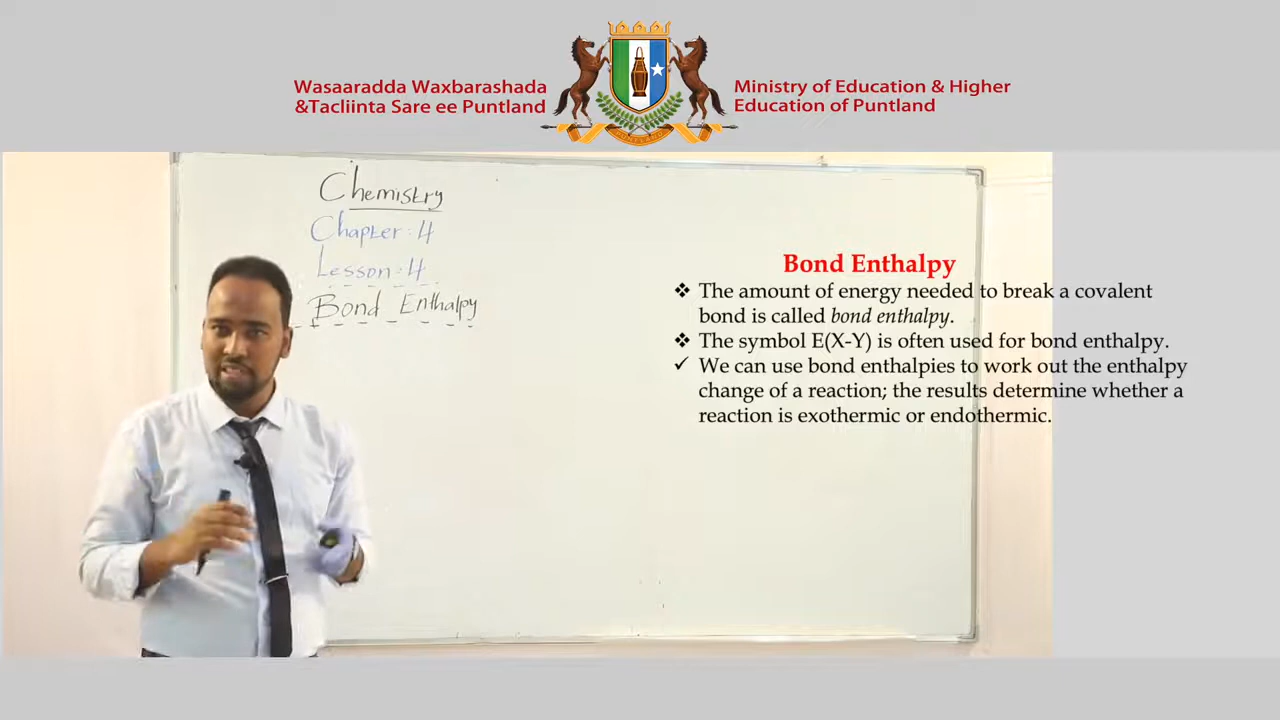 Wasaaradda Waxbarashada
&Tacliinta Sare ee Puntland
Ministry of Education & Higher
Education of Puntland
PUNTLAND
Chemistry
Chapter : 4
Lesson : 4
Bond Enthalpy
Bond Enthalpy
❖ The amount of energy needed to break a covalent
bond is called bond enthalpy.
❖ The symbol E(X-Y) is often used for bond enthalpy.
✓ We can use bond enthalpies to work out the enthalpy
change of a reaction; the results determine whether a
reaction is exothermic or endothermic.